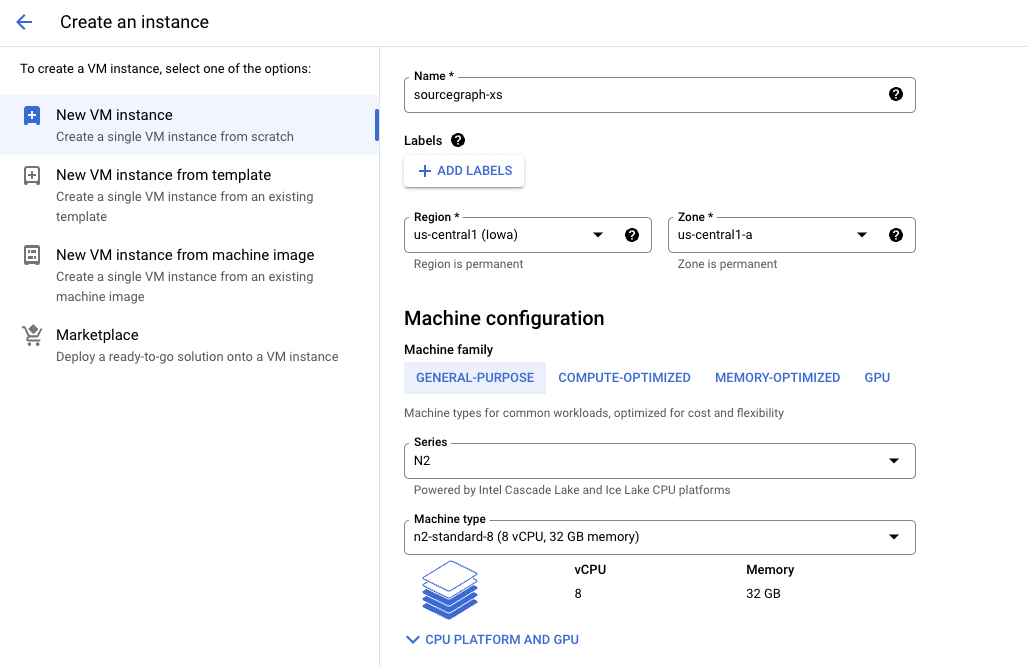 Create an instance
To create a VM instance, select one of the options:
New VM instance
Create a single VM instance from scratch
New VM instance from template
Create a single VM instance from an existing
template
New VM instance from machine image
Create a single VM instance from an existing
machine image
Marketplace
Deploy a ready-to-go solution onto a VM instance
Name *
sourcegraph-xs
Labels
ADD LABELS
Region *
us-central1 (Iowa)
Region is permanent
Zone *
us-central1-a
Zone is permanent
Machine configuration
Machine family
GENERAL-PURPOSE COMPUTE-OPTIMIZED MEMORY-OPTIMIZED GPU
Machine types for common workloads, optimized for cost and flexibility
Series
N2
Powered by Intel Cascade Lake and Ice Lake CPU platforms
Machine type
n2-standard-8 (8 vCPU, 32 GB memory)
vCPU Memory
8 32 GB
CPU PLATFORM AND GPU